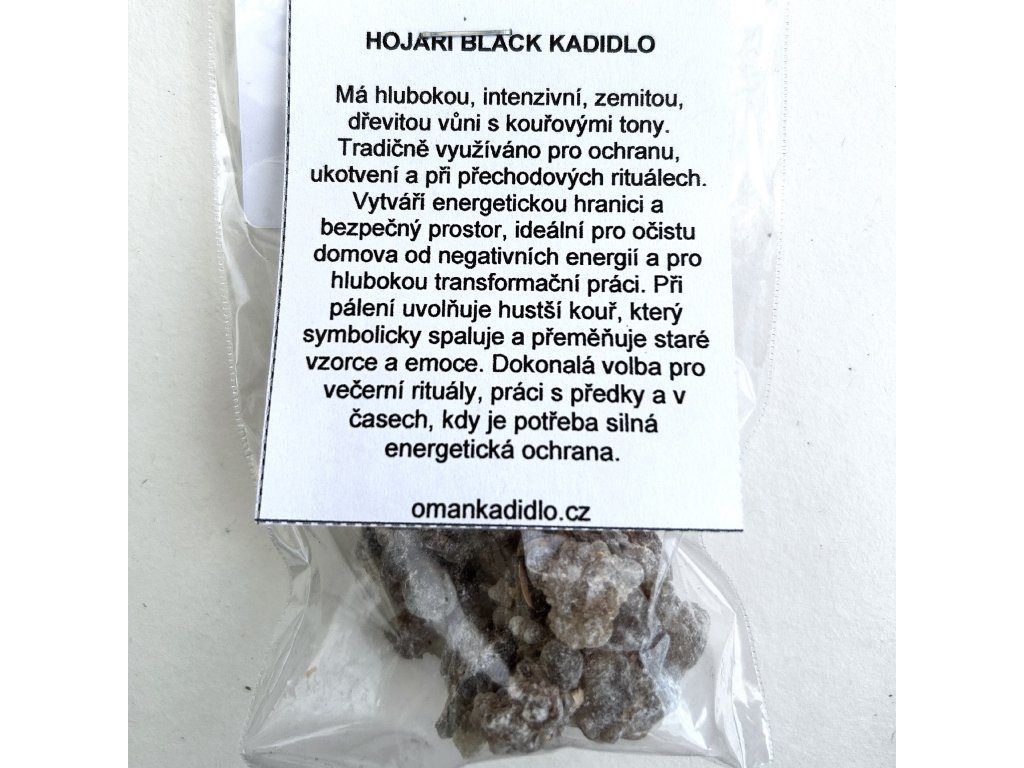 HOJARI BLACK KADIDLO
Má hlubokou, intenzivní, zemitou,
dřevitou vůni s kouřovými tony.
Tradičně využíváno pro ochranu,
ukotvení a při přechodových rituálech.
Vytváří energetickou hranici a
bezpečný prostor, ideální pro očistu
domova od negativních energií a pro
hlubokou transformační práci. Při
pálení uvolňuje hustší kouř, který
symbolicky spaluje a přeměňuje staré
vzorce a emoce. Dokonalá volba pro
večerní rituály, práci s předky a v
časech, kdy je potřeba silná
energetická ochrana.
omankadidlo.cz